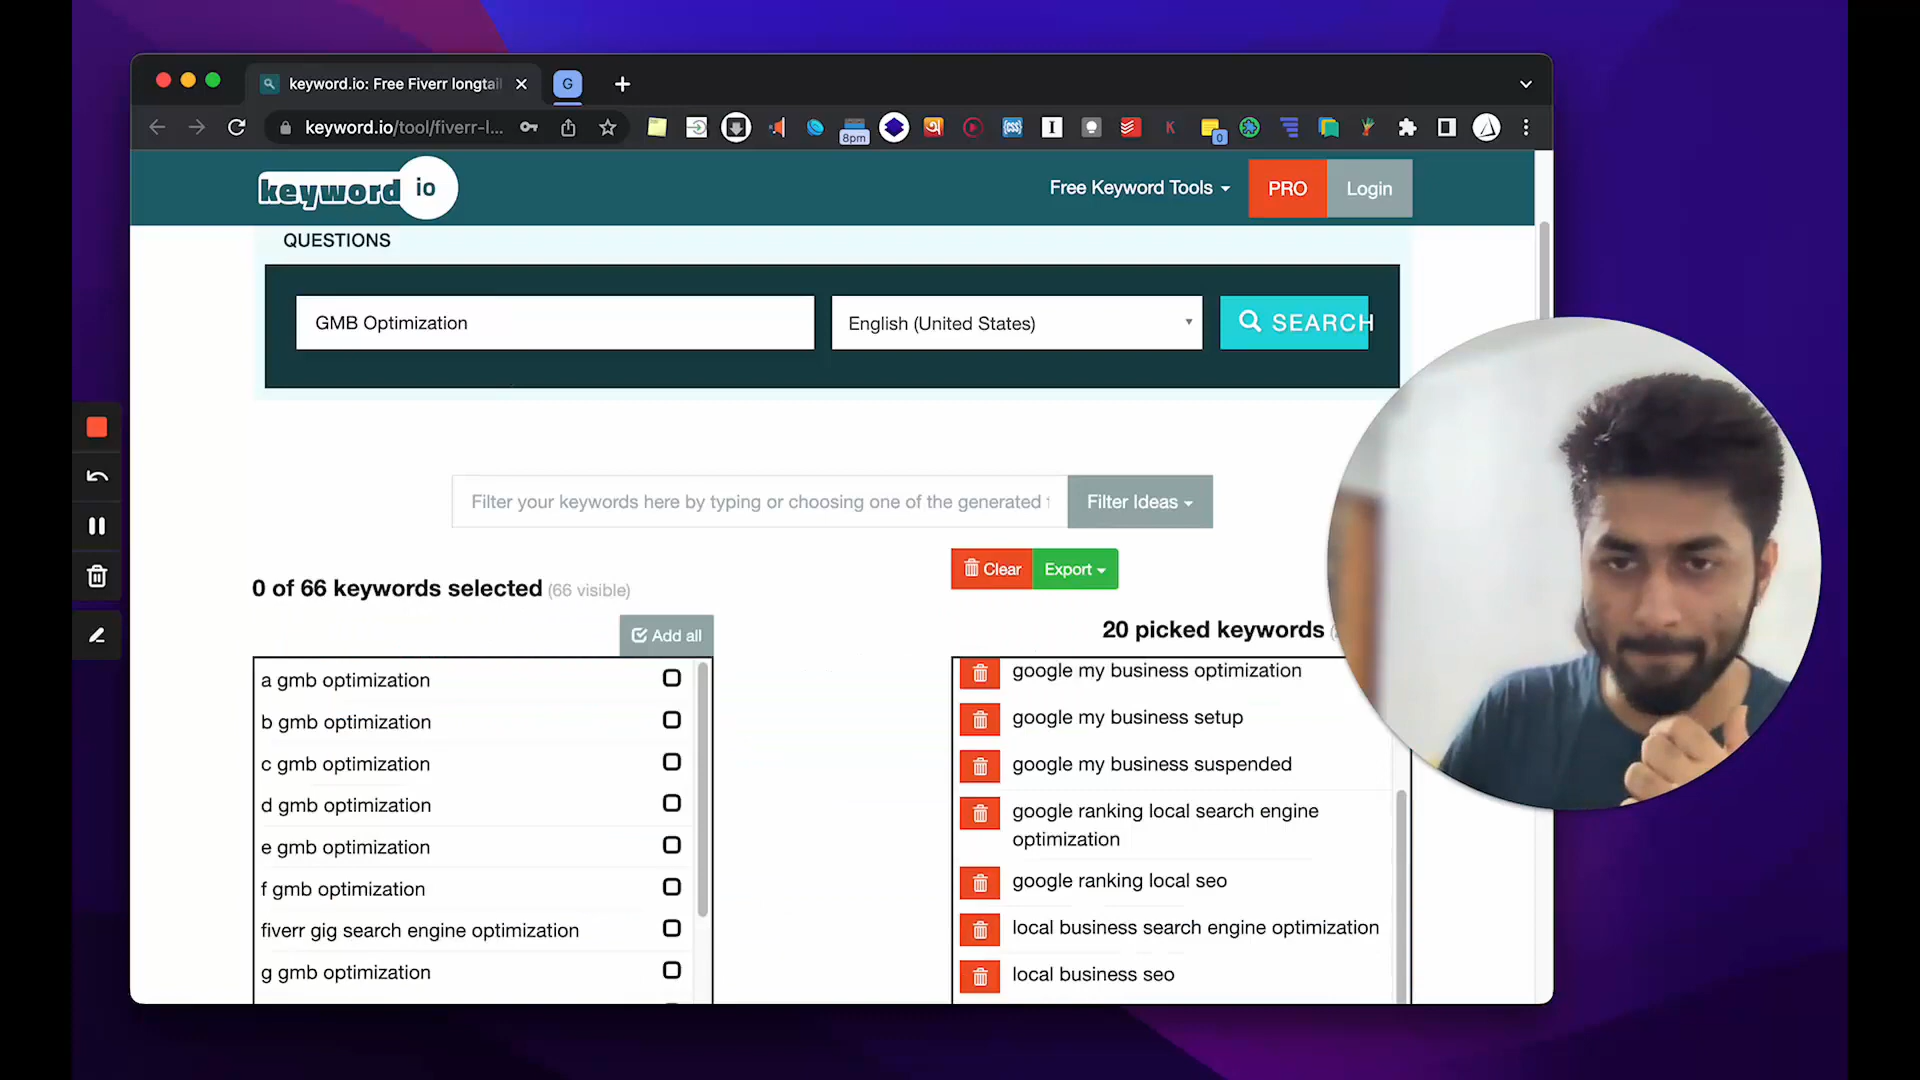 keyword.io: Free Fiverr longtail
G
keyword.io/tool/fiverr-l...
8pm
0
keyword io
Free Keyword Tools
PRO
Login
QUESTIONS
GMB Optimization
English (United States)
SEARCH
Filter your keywords here by typing or choosing one of the generated
Filter Ideas
Clear
Export
0 of 66 keywords selected (66 visible)
20 picked keywords
Add all
a gmb optimization
b gmb optimization
c gmb optimization
d gmb optimization
e gmb optimization
f gmb optimization
fiverr gig search engine optimization
g gmb optimization
google my business optimization
google my business setup
google my business suspended
google ranking local search engine
optimization
google ranking local seo
local business search engine optimization
local business seo